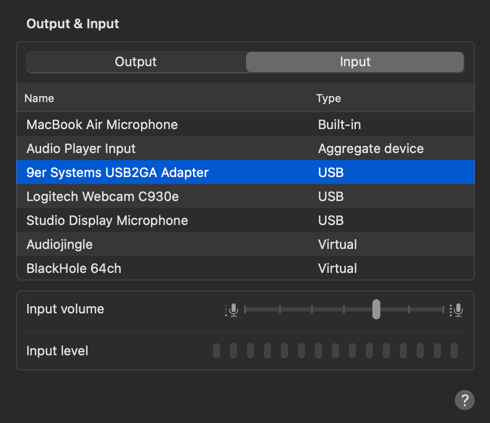 Output & Input
Output Input
Name Type
MacBook Air Microphone Built-in
Audio Player Input Aggregate device
9er Systems USB2GA Adapter USB
Logitech Webcam C930e USB
Studio Display Microphone USB
Audiojingle Virtual
BlackHole 64ch Virtual
Input volume
Input level
?